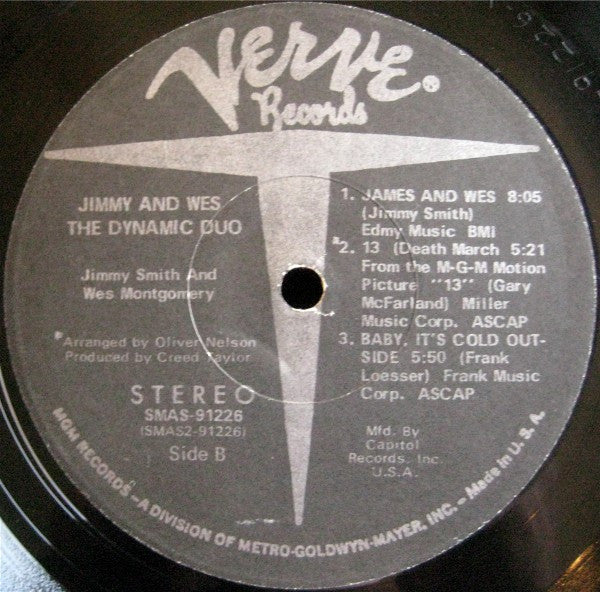 VERVE®
Records
JIMMY AND WES
THE DYNAMIC DUO
Jimmy Smith And
Wes Montgomery
*Arranged by Oliver Nelson
Produced by Creed Taylor
STEREO
SMAS-91226
(SMAS2-91226)
Side B
1. JAMES AND WES 8:05
(Jimmy Smith)
Edmy Music BMI
*2. 13 (Death March 5:21
From the M-G-M Motion
Picture "13" (Gary
McFarland) Miller
Music Corp. ASCAP
3. BABY, IT'S COLD OUT-
SIDE 5:50 (Frank
Loesser) Frank Music
Corp. ASCAP
Mfd. By
Capitol
Records, Inc.
U.S.A.
MGM RECORDS - A DIVISION OF METRO-GOLDWYN-MAYER, INC. - Made in U. S. A.